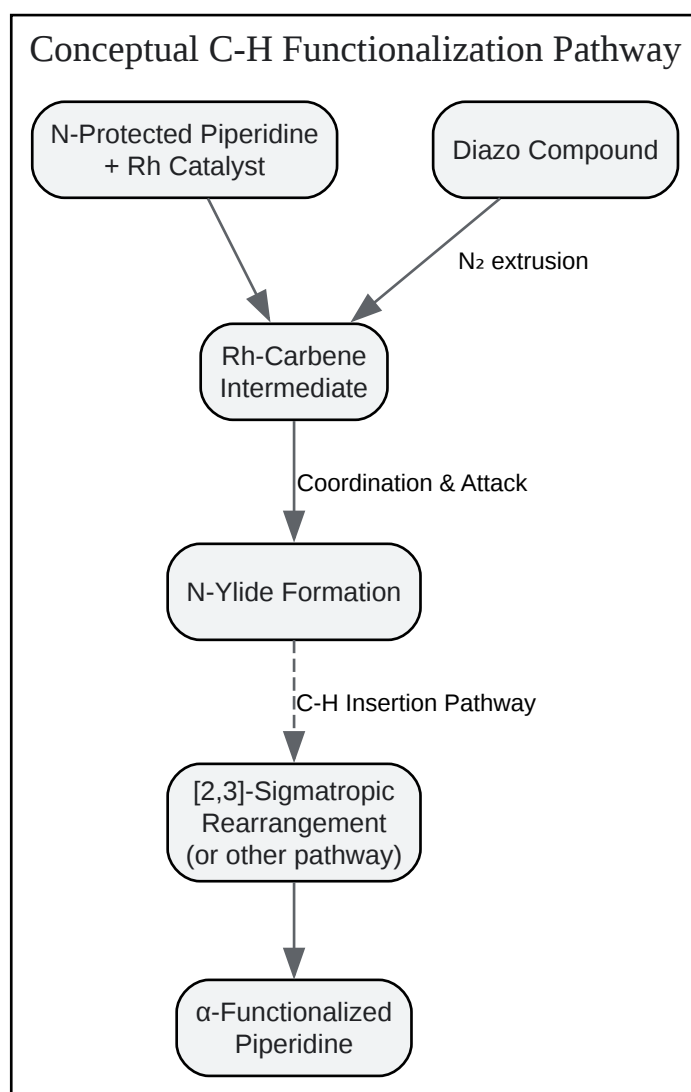 Conceptual C-H Functionalization Pathway
N-Protected Piperidine
+ Rh Catalyst
Diazo Compound
N₂ extrusion
Rh-Carbene
Intermediate
Coordination & Attack
N-Ylide Formation
C-H Insertion Pathway
[2,3]-Sigmatropic
Rearrangement
(or other pathway)
α-Functionalized
Piperidine